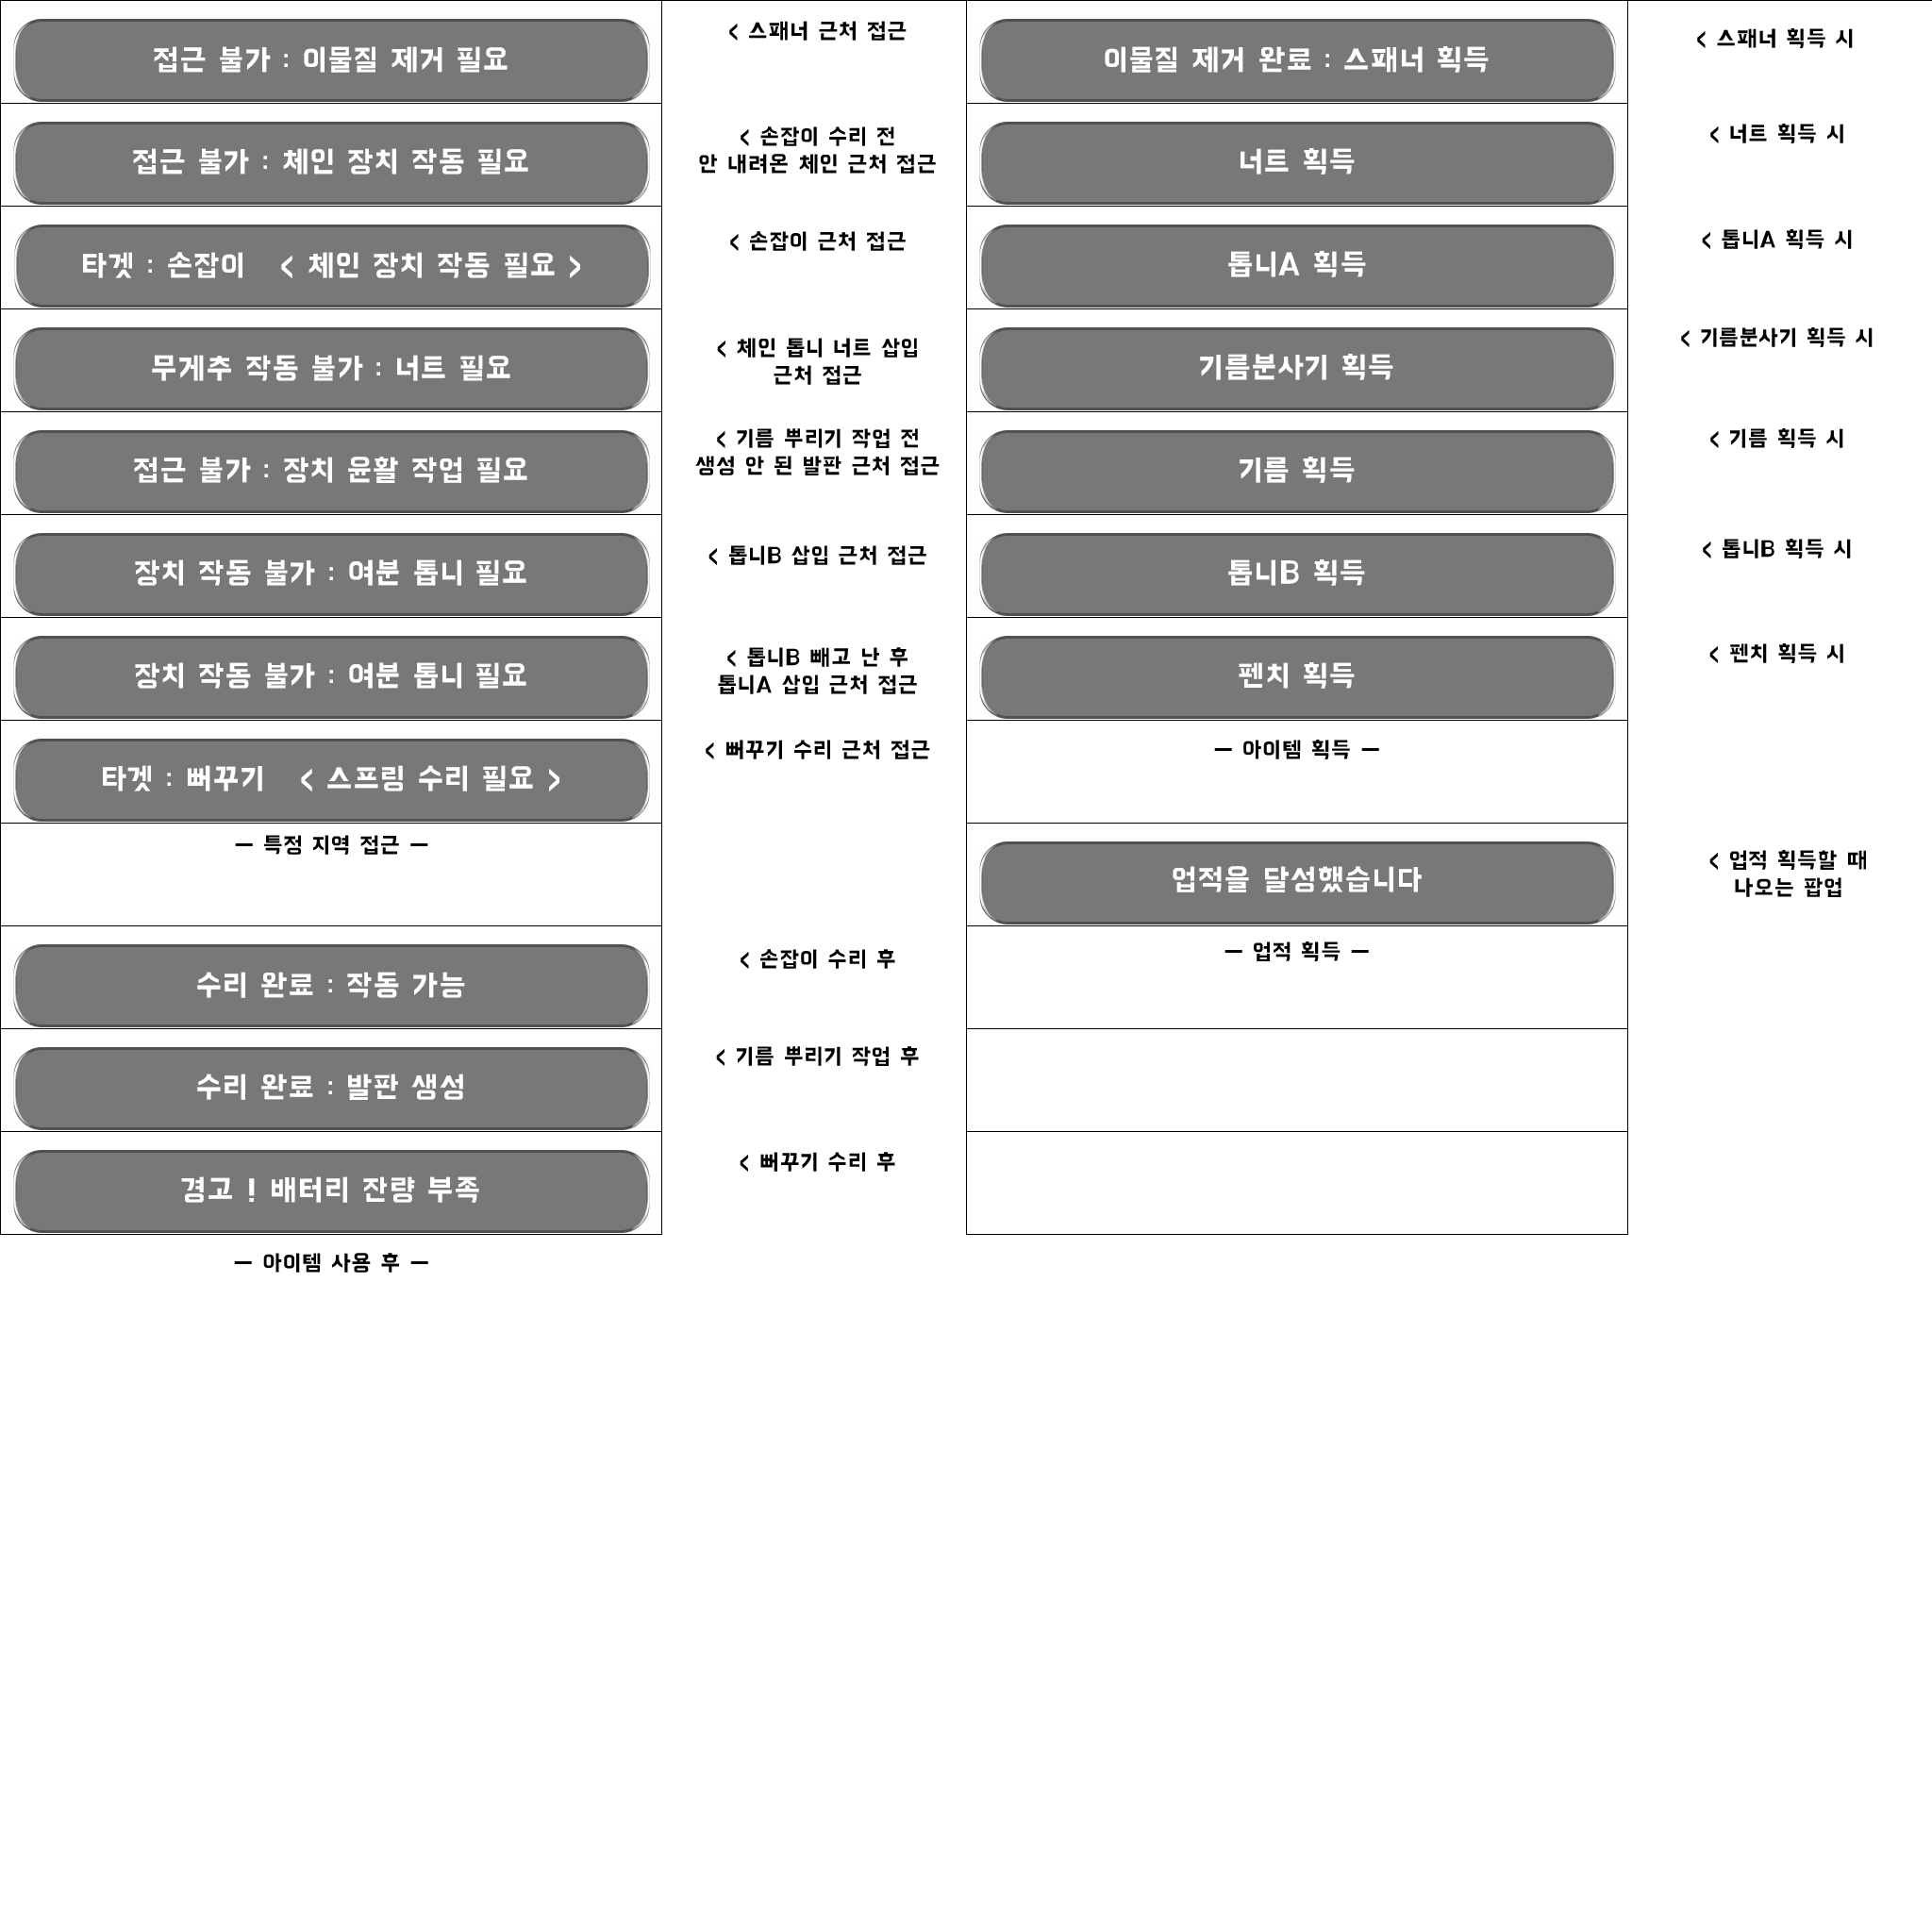 접근 불가 : 이물질 제거 필요
< 스패너 근처 접근
접근 불가 : 체인 장치 작동 필요
< 손잡이 수리 전
안 내려온 체인 근처 접근
타겟 : 손잡이 < 체인 장치 작동 필요 >
< 손잡이 근처 접근
무게추 작동 불가 : 너트 필요
< 체인 톱니 너트 삽입
근처 접근
접근 불가 : 장치 윤활 작업 필요
< 기름 뿌리기 작업 전
생성 안 된 발판 근처 접근
장치 작동 불가 : 여분 톱니 필요
< 톱니B 삽입 근처 접근
장치 작동 불가 : 여분 톱니 필요
< 톱니B 빼고 난 후
톱니A 삽입 근처 접근
타겟 : 뻐꾸기 < 스프링 수리 필요 >
< 뻐꾸기 수리 근처 접근
ㅡ 특정 지역 접근 ㅡ
수리 완료 : 작동 가능
< 손잡이 수리 후
수리 완료 : 발판 생성
< 기름 뿌리기 작업 후
경고 ! 배터리 잔량 부족
< 뻐꾸기 수리 후
ㅡ 아이템 사용 후 ㅡ
이물질 제거 완료 : 스패너 획득
< 스패너 획득 시
너트 획득
< 너트 획득 시
톱니A 획득
< 톱니A 획득 시
기름분사기 획득
< 기름분사기 획득 시
기름 획득
< 기름 획득 시
톱니B 획득
< 톱니B 획득 시
펜치 획득
< 펜치 획득 시
ㅡ 아이템 획득 ㅡ
업적을 달성했습니다
< 업적 획득할 때
나오는 팝업
ㅡ 업적 획득 ㅡ